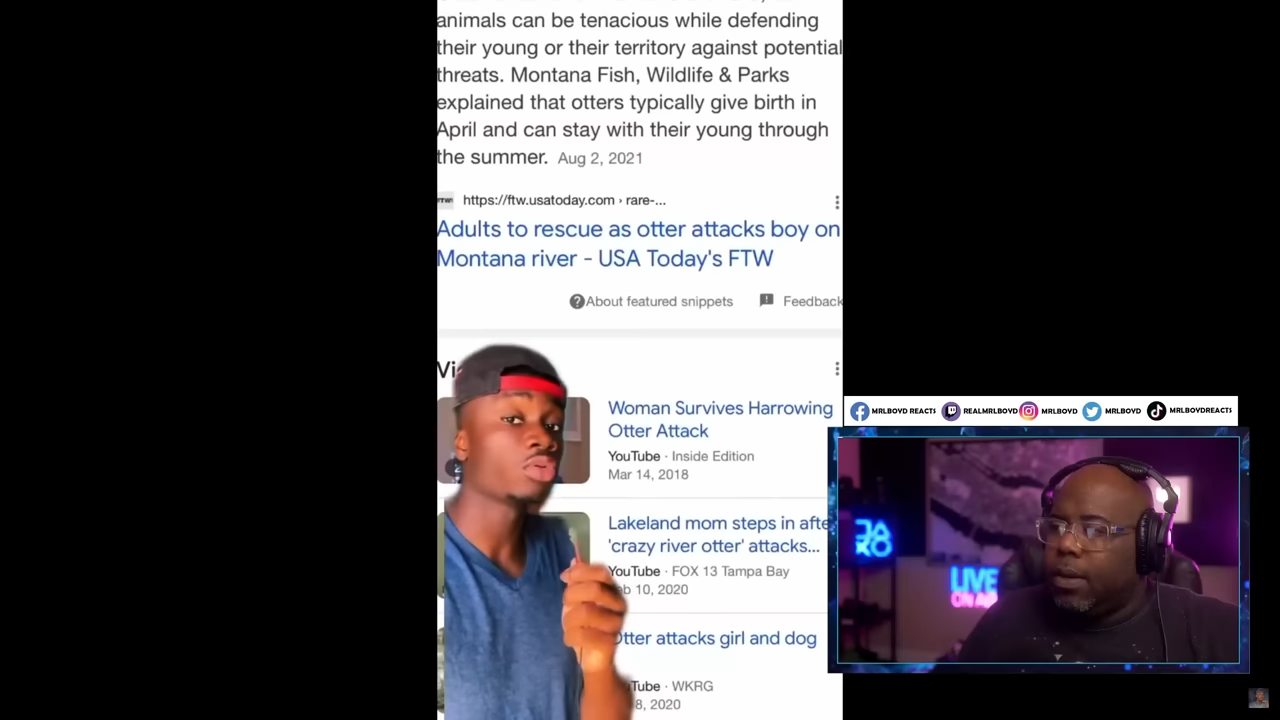 animals can be tenacious while defending
their young or their territory against potential
threats. Montana Fish, Wildlife & Parks
explained that otters typically give birth in
April and can stay with their young through
the summer. Aug 2, 2021
https://ftw.usatoday.com › rare-...
Adults to rescue as otter attacks boy on
Montana river - USA Today's FTW
About featured snippets
Feedback
Woman Survives Harrowing
Otter Attack
YouTube · Inside Edition
Mar 14, 2018
Lakeland mom steps in afte
'crazy river otter' attacks...
YouTube · FOX 13 Tampa Bay
10, 2020
Otter attacks girl and dog
Tube · WKRG
8, 2020
MRLBOYD REACTS
REALMRLBOYD
MRLBOYD
MRLBOYD
MRLBOYDREACTS
LIVE
ON